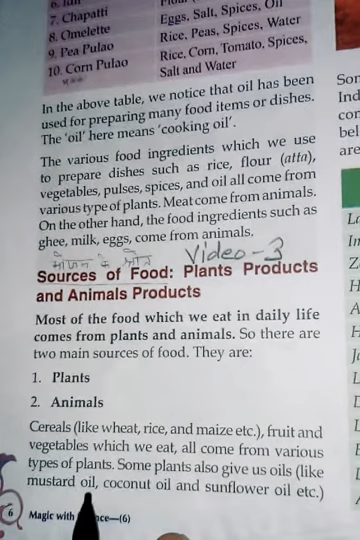 7. Chapatti
8. Omelette Eggs, Salt, Spices, Oil
9. Pea Pulao Rice, Peas, Spices, Water
10. Corn Pulao Rice, Corn, Tomato, Spices,
Salt and Water
In the above table, we notice that oil has been
used for preparing many food items or dishes.
The 'oil' here means 'cooking oil'.
The various food ingredients which we use
to prepare dishes such as rice, flour (atta),
vegetables, pulses, spices, and oil all come from
various type of plants. Meat come from animals.
On the other hand, the food ingredients such as
ghee, milk, eggs, come from animals.
भोजन के स्रोत Video-3
Sources of Food: Plants Products
and Animals Products
Most of the food which we eat in daily life
comes from plants and animals. So there are
two main sources of food. They are:
1. Plants
2. Animals
Cereals (like wheat, rice, and maize etc.), fruit and
vegetables which we eat, all come from various
types of plants. Some plants also give us oils (like
mustard oil, coconut oil and sunflower oil etc.)
6 Magic with (6)